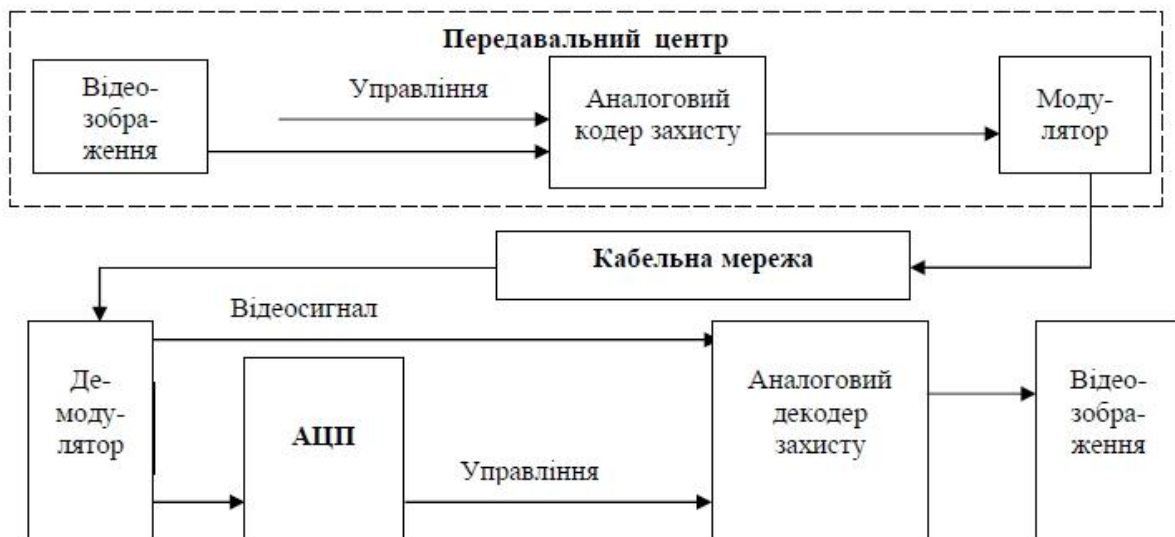 Передавальний центр
Відео-
зобра-
ження
Управління
Аналоговий
кодер захисту
Моду-
лятор
Кабельна мережа
Відеосигнал
Де-
моду-
лятор
АЦП
Управління
Аналоговий
декодер
захисту
Відео-
зобра-
ження